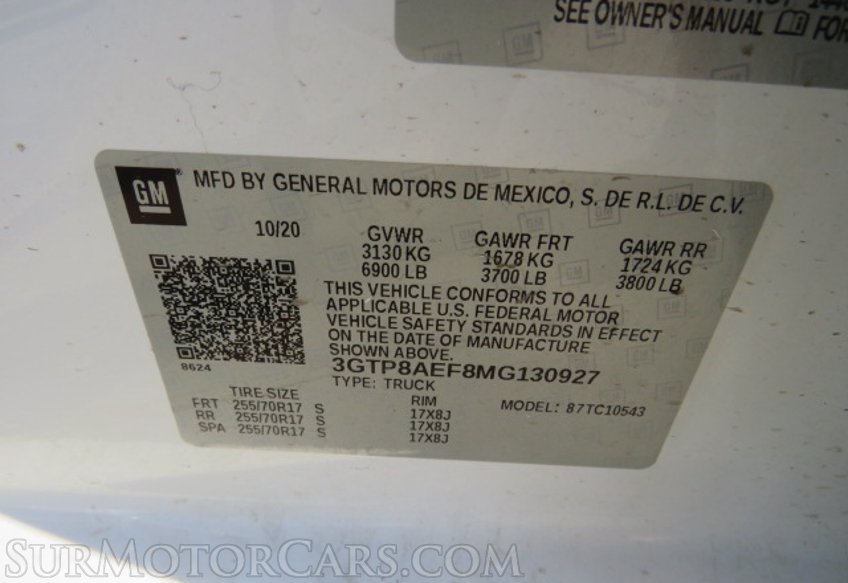 SEE OWNER'S MANUAL FOR
GM
MFD BY GENERAL MOTORS DE MEXICO, S. DE R.L. DE C.V.
10/20 GVWR GAWR FRT GAWR RR
3130 KG 1678 KG 1724 KG
6900 LB 3700 LB 3800 LB
THIS VEHICLE CONFORMS TO ALL
APPLICABLE U.S. FEDERAL MOTOR
VEHICLE SAFETY STANDARDS IN EFFECT
ON THE DATE OF MANUFACTURE
SHOWN ABOVE.
8624
3GTP8AEF8MG130927
TYPE: TRUCK
TIRE SIZE RIM MODEL: 87TC10543
FRT 255/70R17 S 17X8J
RR 255/70R17 S 17X8J
SPA 255/70R17 S 17X8J
SURMOTORCARS.COM